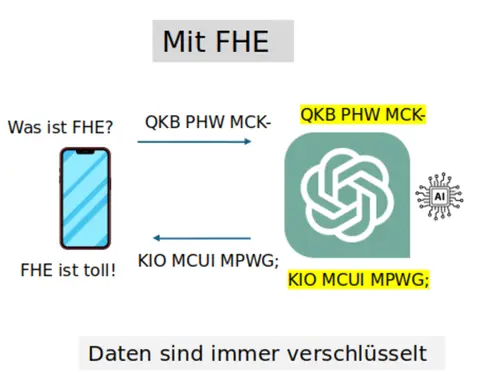 Mit FHE
Was ist FHE?
QKB PHW MCK-
QKB PHW MCK-
AI
FHE ist toll!
KIO MCUI MPWG;
KIO MCUI MPWG;
Daten sind immer verschlüsselt